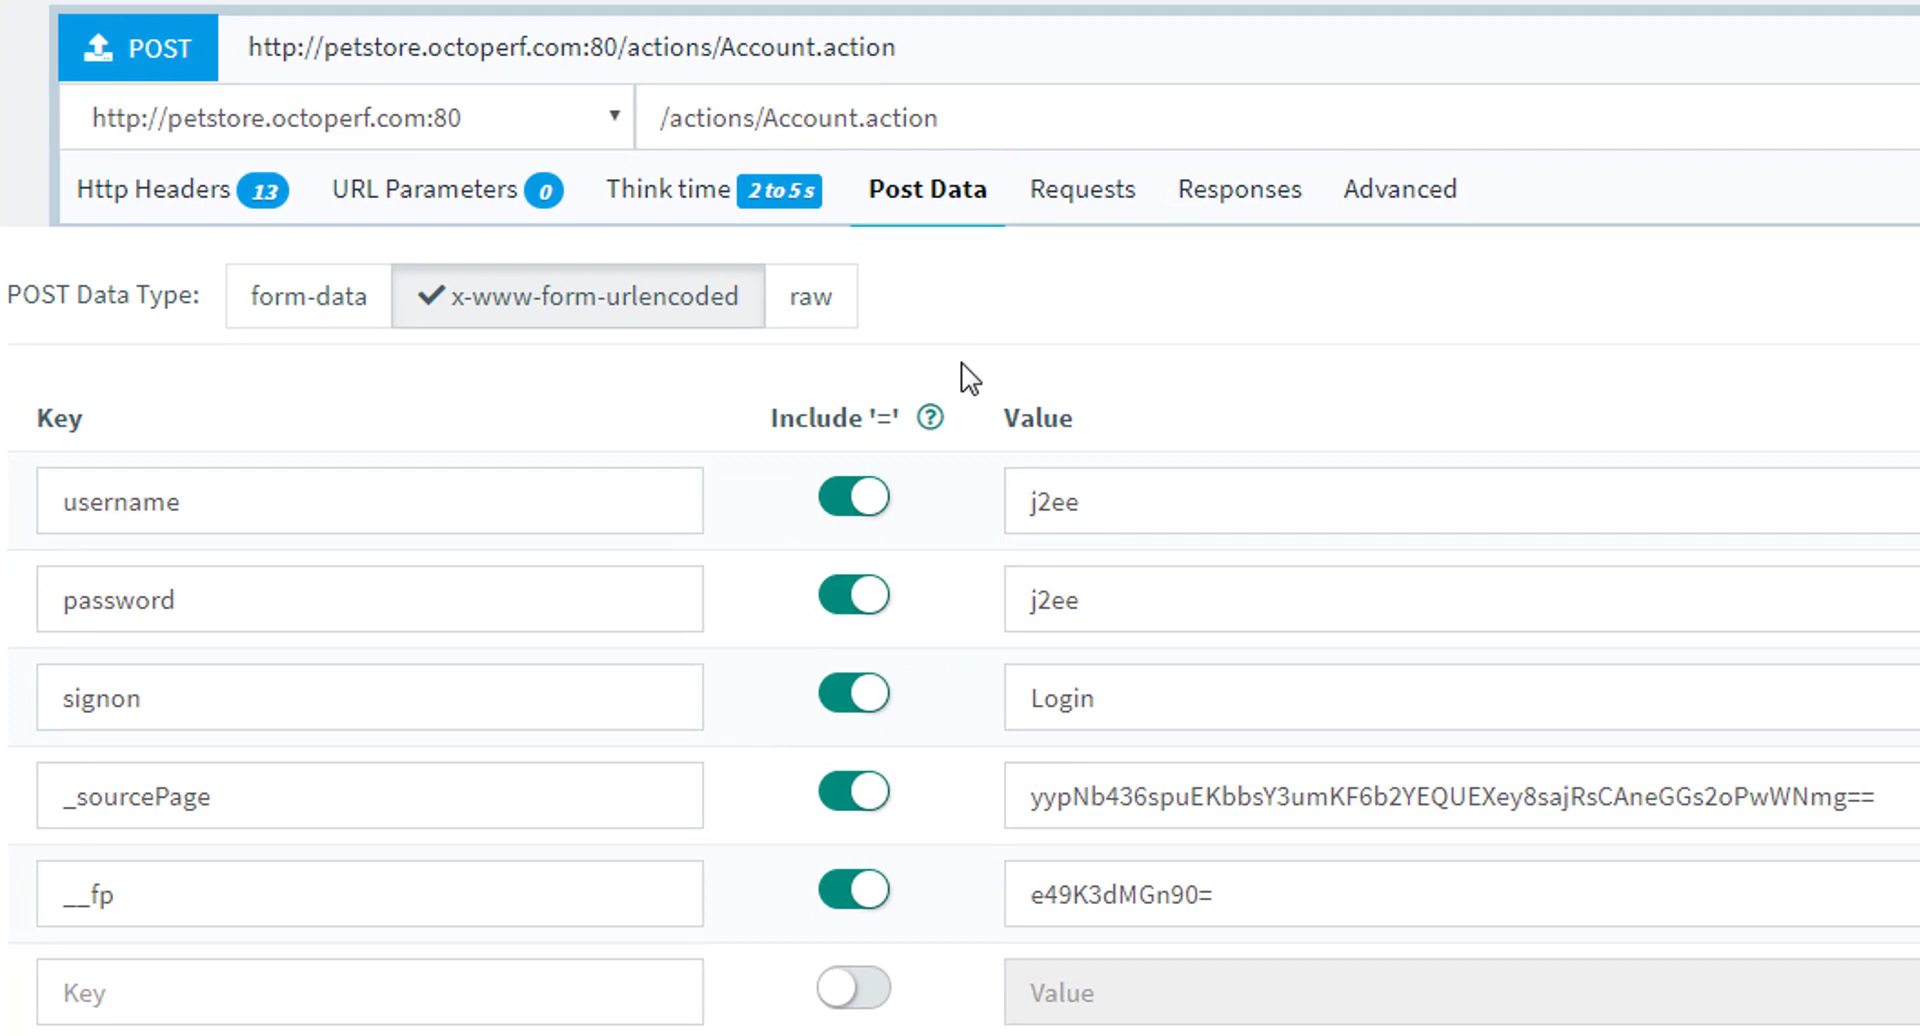 POST http://petstore.octoperf.com:80/actions/Account.action
http://petstore.octoperf.com:80 /actions/Account.action
Http Headers 13 URL Parameters 0 Think time 2 to 5 s Post Data Requests Responses Advanced
POST Data Type: form-data x-www-form-urlencoded raw
Key Include '=' ? Value
username j2ee
password j2ee
signon Login
_sourcePage yypNb436spuEKbbsY3umKF6b2YEQUEXey8sajRsCAneGGs2oPwWNmg==
__fp e49K3dMGn90=
Key Value